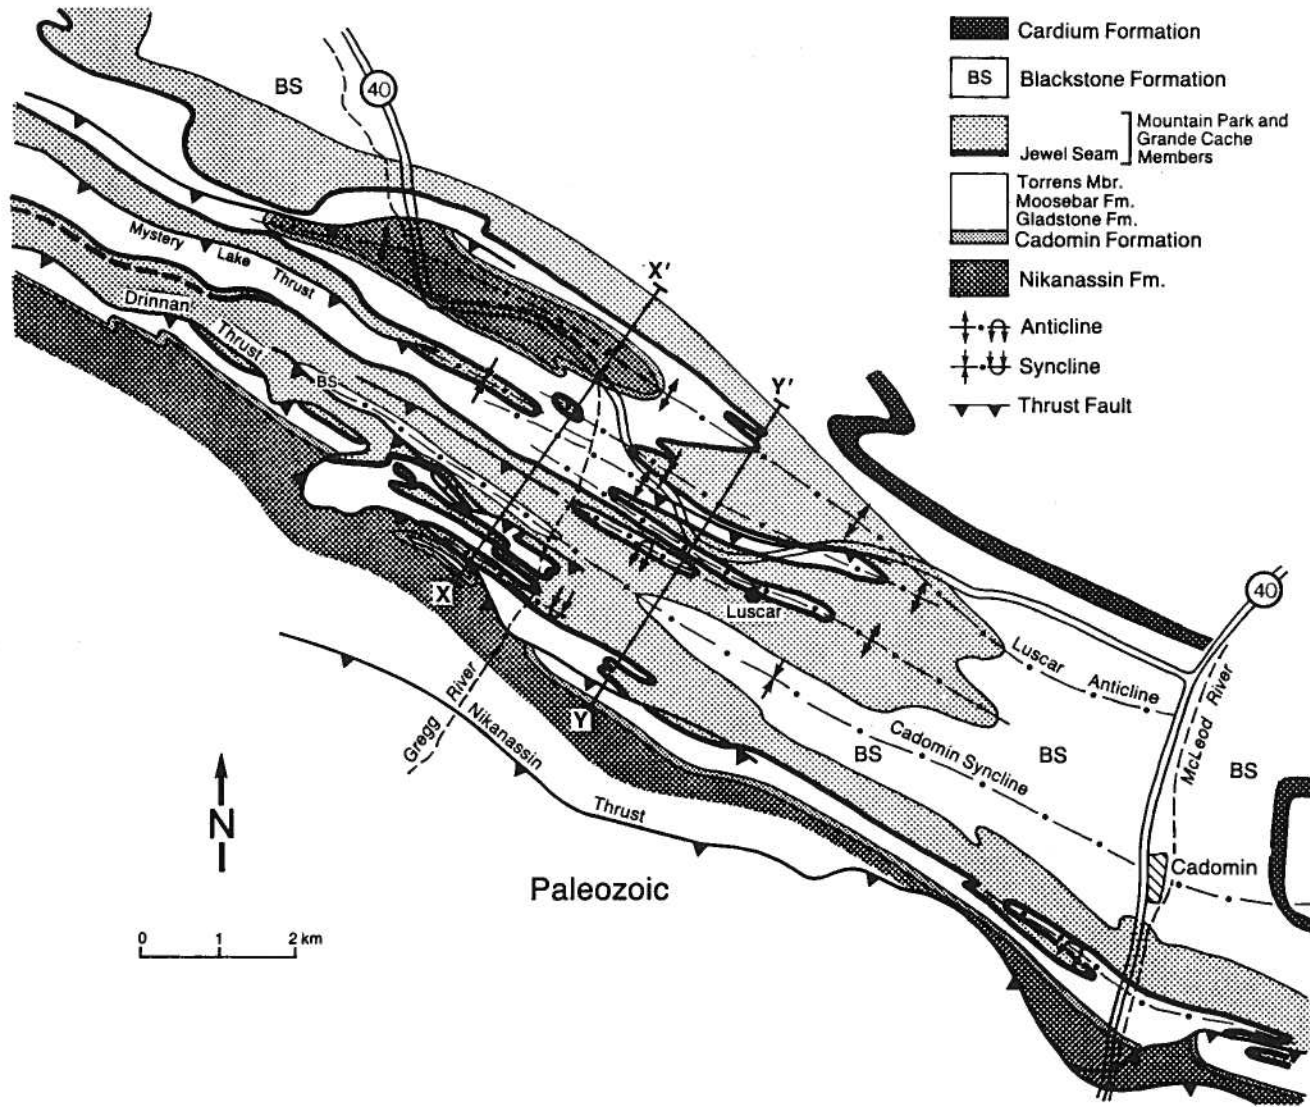 Cardium Formation
BS
Blackstone Formation
Mountain Park and
Grande Cache
Members
Jewel Seam
Torrens Mbr.
Moosebar Fm.
Gladstone Fm.
Cadomin Formation
Nikanassin Fm.
Anticline
Syncline
Thrust Fault
BS
40
Mystery Lake Thrust
Drinnan Thrust
BS
X'
Y'
X
Y
Luscar
Gregg River
Nikanassin Thrust
Luscar Anticline
Cadomin Syncline
BS
BS
BS
40
McLeod River
Cadomin
N
Paleozoic
0 1 2 km